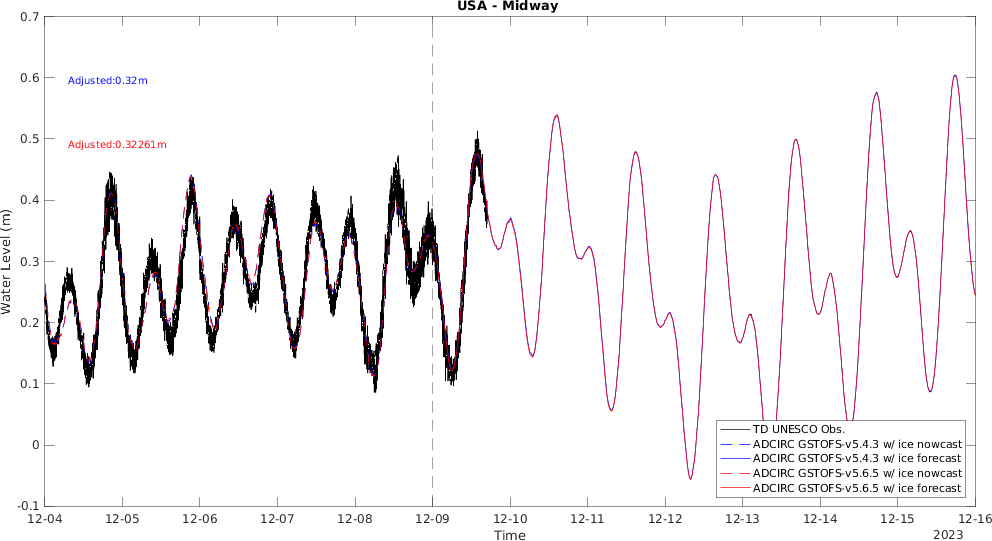 USA - Midway
0.7
0.6
0.5
0.4
0.3
0.2
0.1
0
-0.1
Water Level (m)
Adjusted:0.32m
Adjusted:0.32261m
TD UNESCO Obs.
ADCIRC GSTOFS-v5.4.3 w/ ice nowcast
ADCIRC GSTOFS-v5.4.3 w/ ice forecast
ADCIRC GSTOFS-v5.6.5 w/ ice nowcast
ADCIRC GSTOFS-v5.6.5 w/ ice forecast
12-04 12-05 12-06 12-07 12-08 12-09 12-10 12-11 12-12 12-13 12-14 12-15 12-16
Time
2023